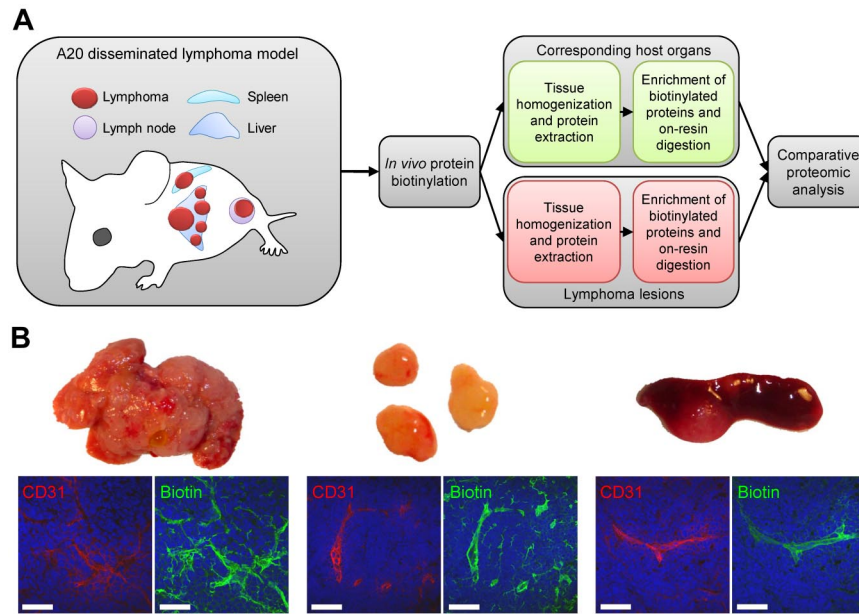 A
A20 disseminated lymphoma model
Lymphoma
Spleen
Lymph node
Liver
In vivo protein
biotinylation
Corresponding host organs
Tissue
homogenization
and protein
extraction
Enrichment of
biotinylated
proteins and
on-resin
digestion
Tissue
homogenization
and protein
extraction
Enrichment of
biotinylated
proteins and
on-resin
digestion
Lymphoma lesions
Comparative
proteomic
analysis
B
CD31
Biotin
CD31
Biotin
CD31
Biotin